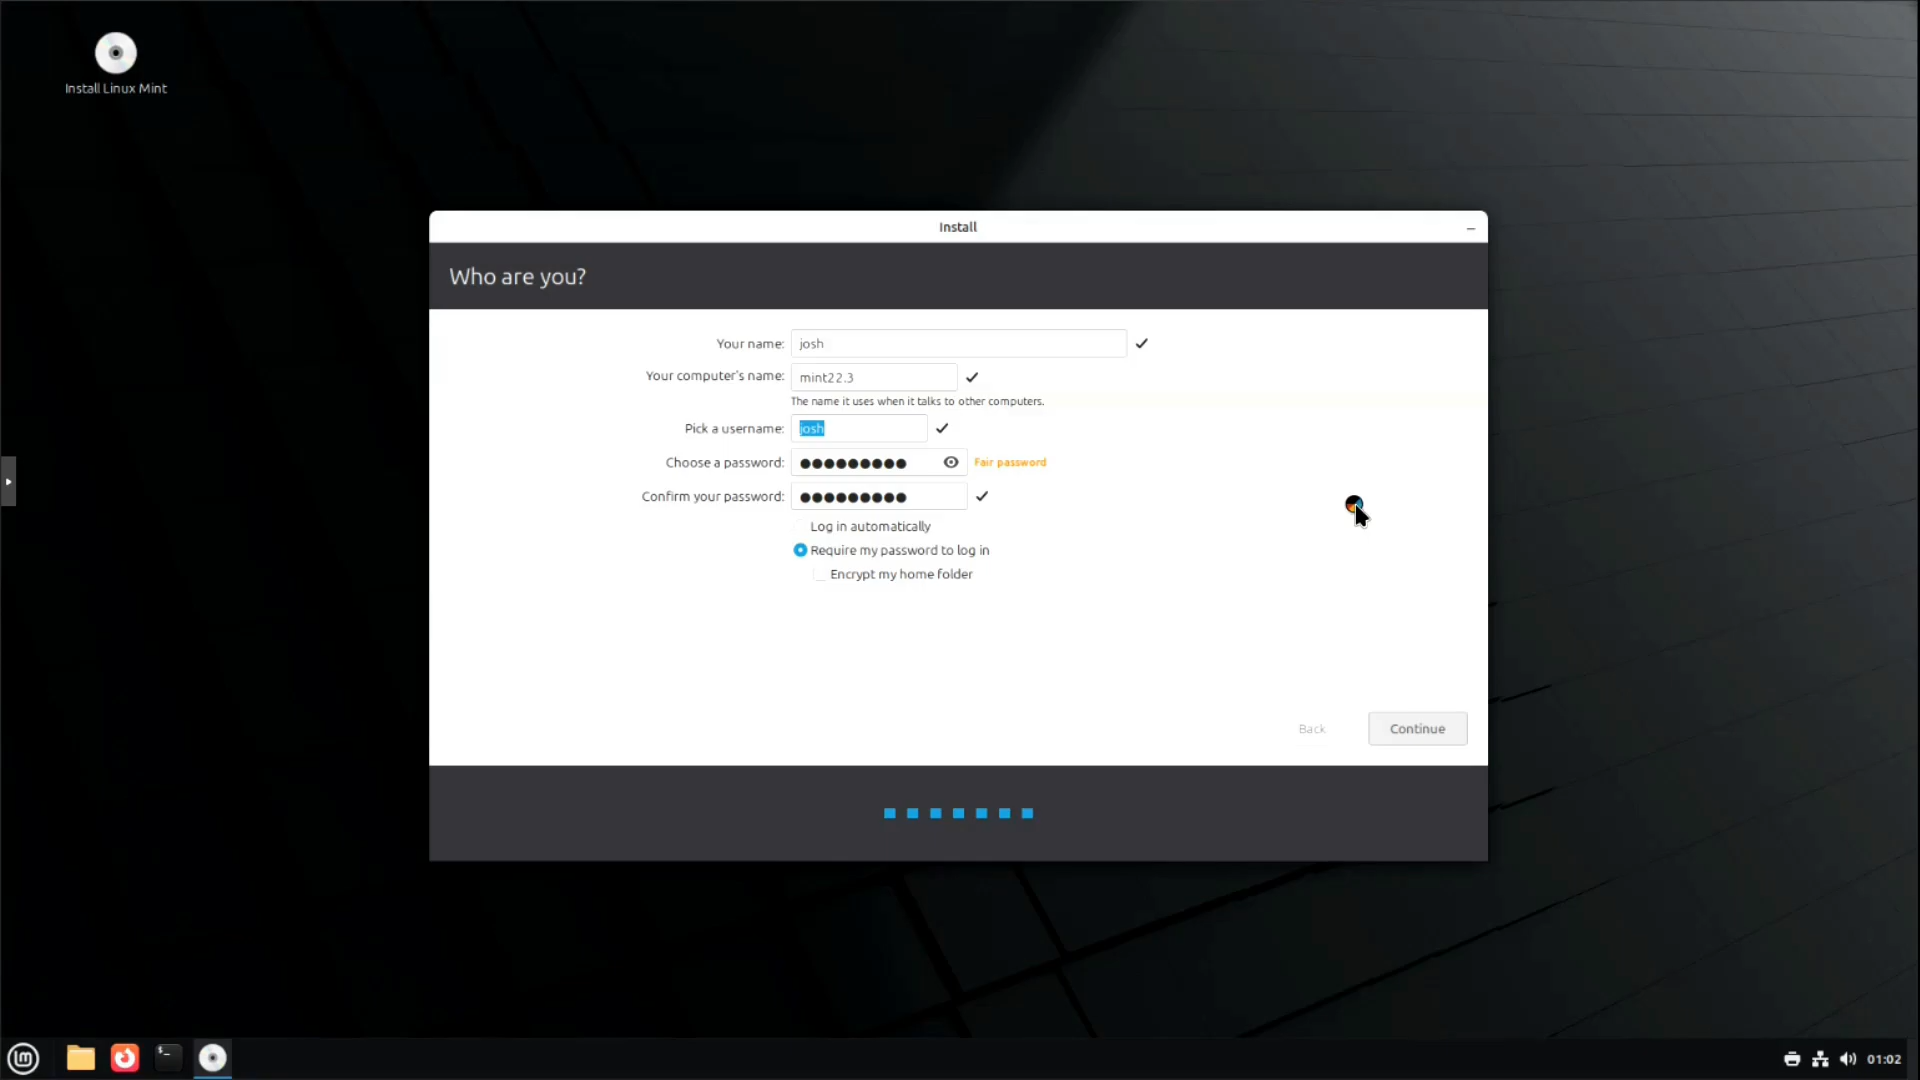 Install Linux Mint
Install
Who are you?
Your name: josh
Your computer's name: mint22.3
The name it uses when it talks to other computers.
Pick a username: josh
Choose a password: ●●●●●●●●● Fair password
Confirm your password: ●●●●●●●●●
Log in automatically
Require my password to log in
Encrypt my home folder
Back Continue
01:02